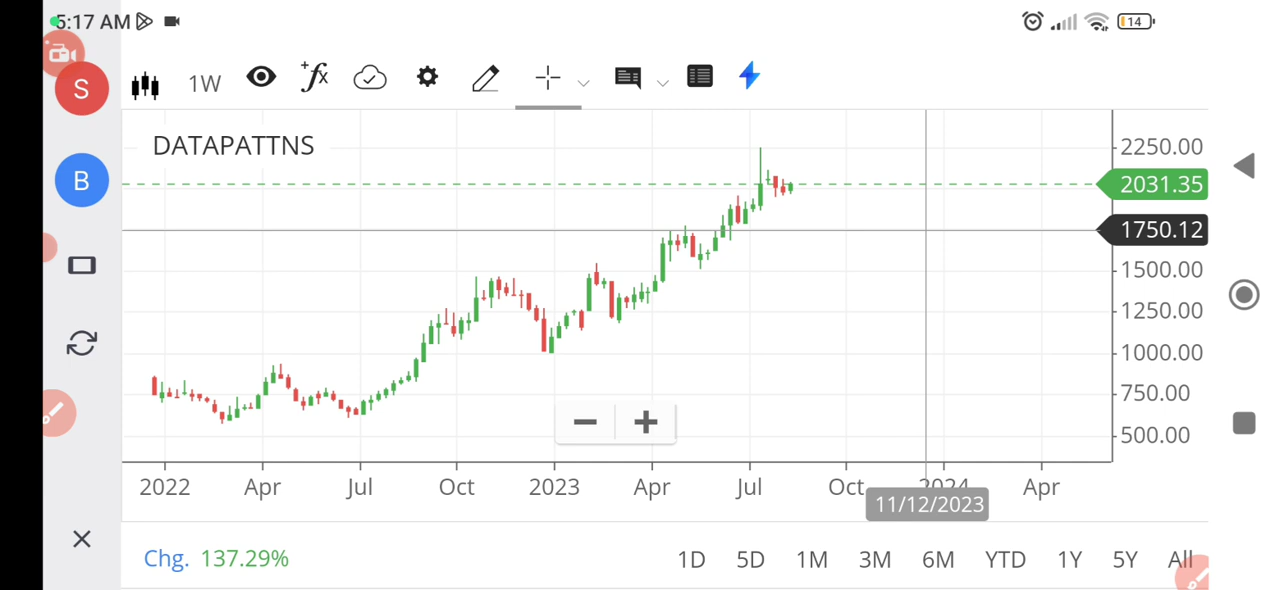 5:17 AM
14
S
1W
fx
B
DATAPATTNS
2250.00
2031.35
1750.12
1500.00
1250.00
1000.00
750.00
500.00
2022 Apr Jul Oct 2023 Apr Jul Oct 2024 Apr
11/12/2023
Chg. 137.29% 1D 5D 1M 3M 6M YTD 1Y 5Y All